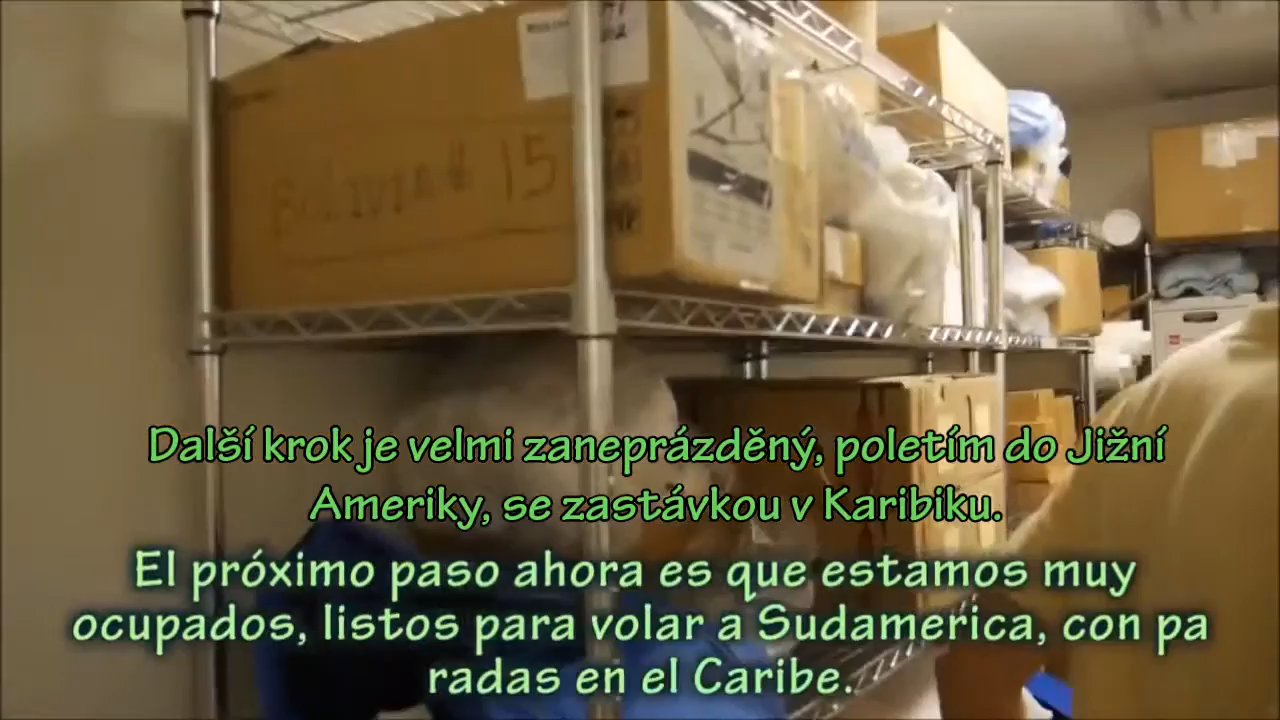 BOLIVIA # 15
Další krok je velmi zaneprázděný, poletím do Jižní
Ameriky, se zastávkou v Karibiku.
El próximo paso ahora es que estamos muy
ocupados, listos para volar a Sudamerica, con pa
radas en el Caribe.